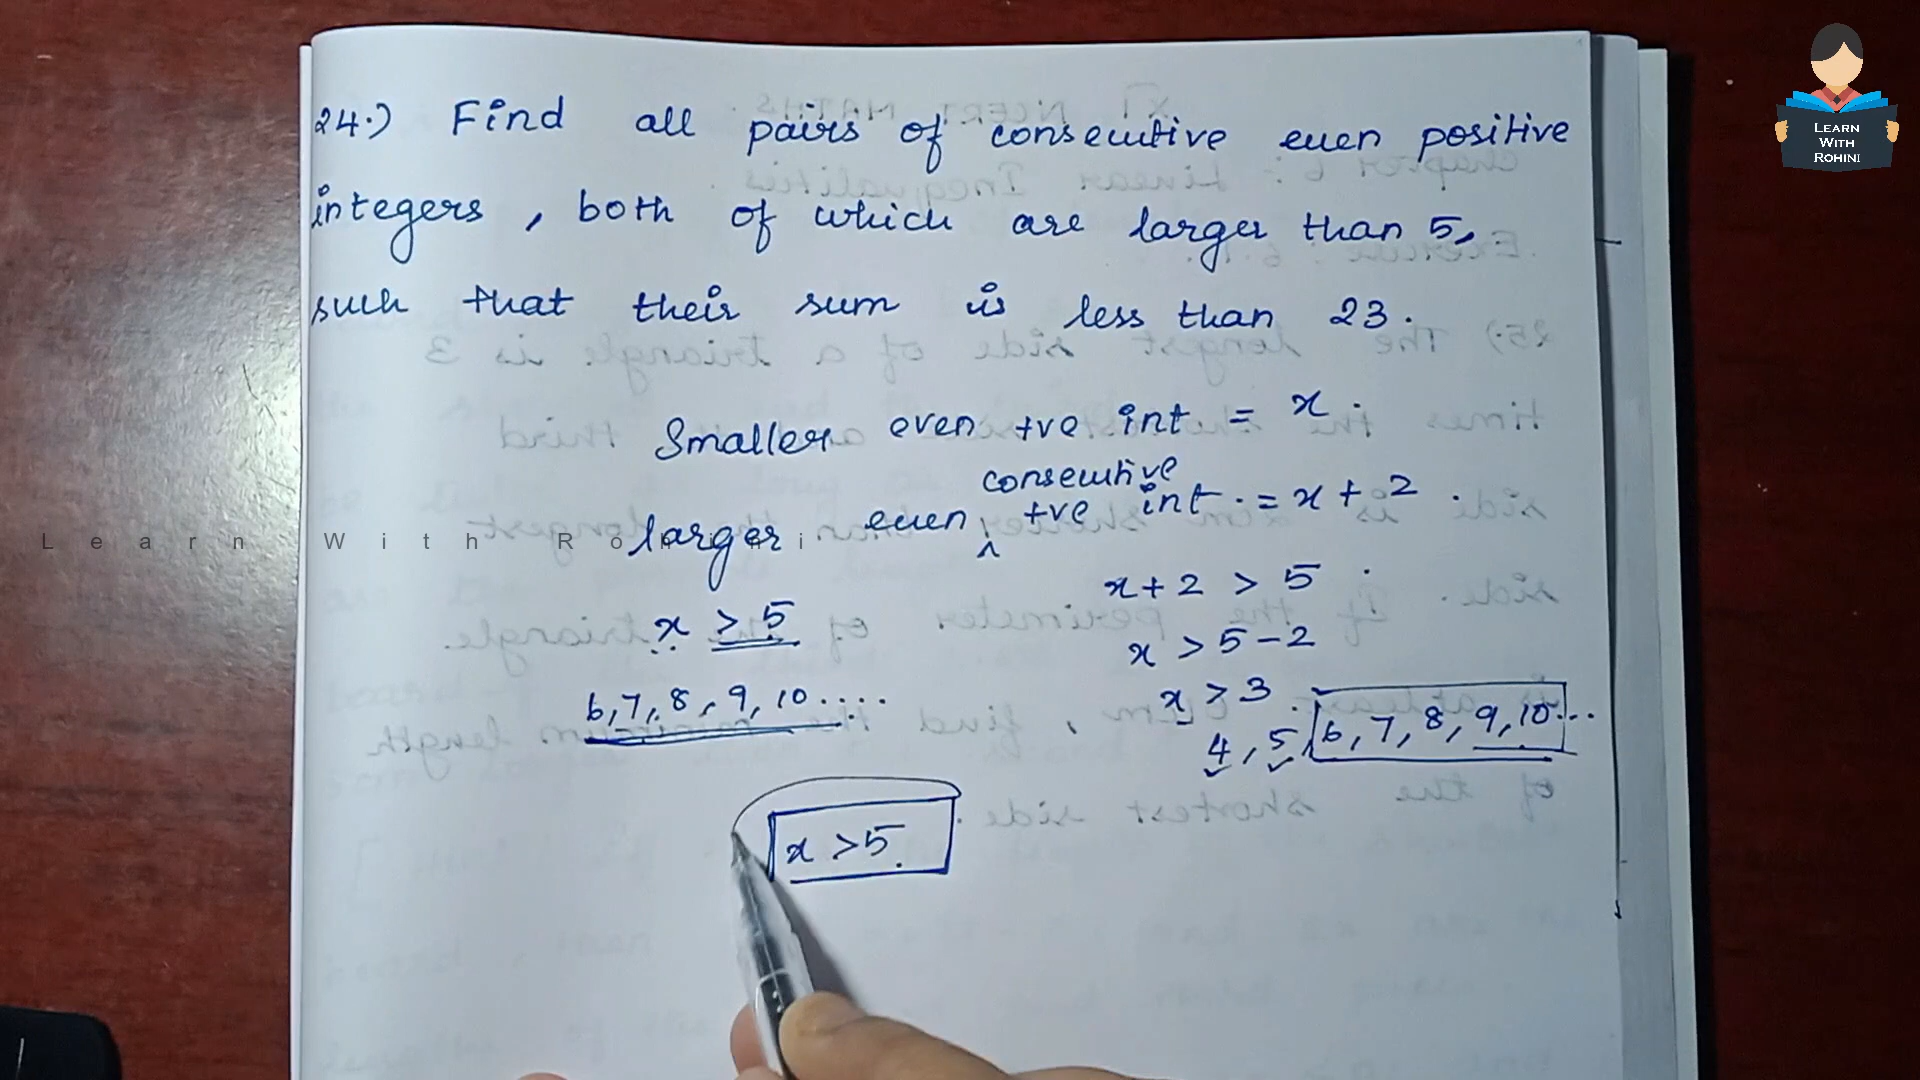 24.) Find all pairs of consecutive even positive
integers, both of which are larger than 5,
such that their sum is less than 23.
Smaller even +ve int = x.
consecutive
larger even ^ +ve int. = x + 2.
x + 2 > 5.
x > 5
x > 5 - 2
x > 3.
6, 7, 8, 9, 10....
4, 5, 6, 7, 8, 9, 10...
x > 5.
LEARN
WITH
ROHINI
Learn With Rohini